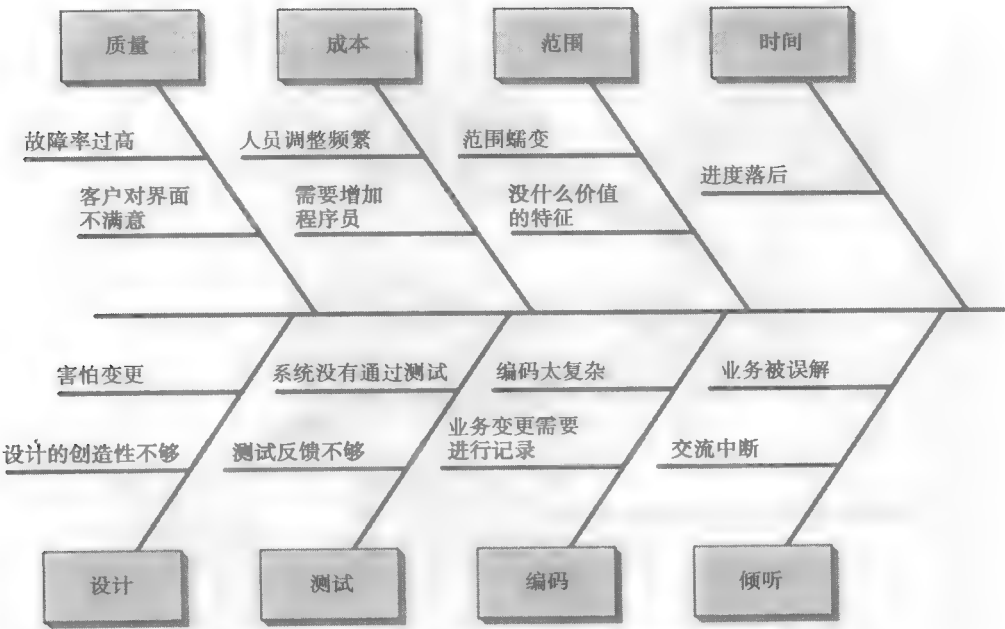 质量
成本
范围
时间
故障率过高
人员调整频繁
范围蠕变
进度落后
客户对界面
不满意
需要增加
程序员
没什么价值
的特征
害怕变更
系统没有通过测试
编码太复杂
业务被误解
设计的创造性不够
测试反馈不够
业务变更需要
进行记录
交流中断
设计
测试
编码
倾听